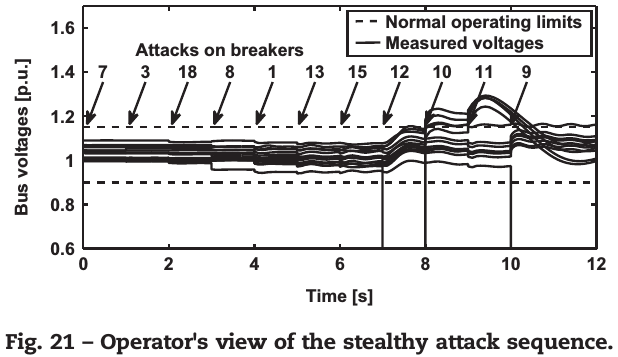 1.6
1.4
1.2
1
0.8
0.6
Bus voltages [p.u.]
Normal operating limits
Measured voltages
Attacks on breakers
7 3 18 8 1 13 15 12 10 11 9
0 2 4 6 8 10 12
Time [s]
Fig. 21 – Operator's view of the stealthy attack sequence.